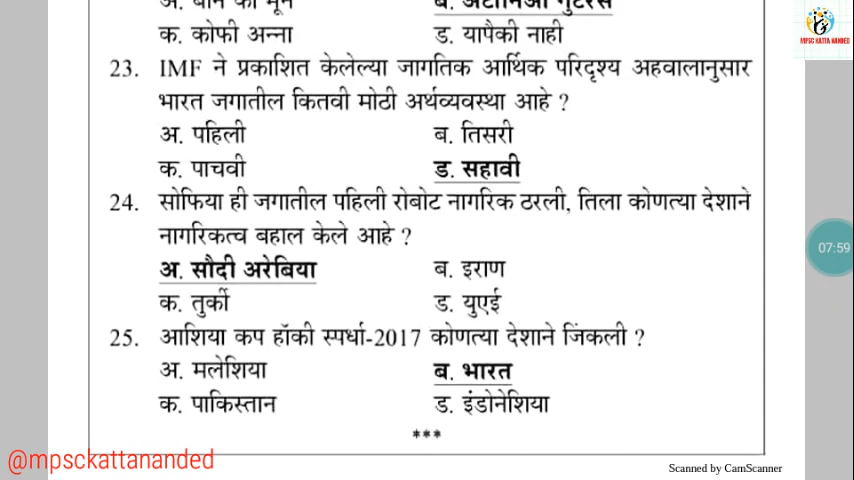 क. कोफी अन्ना ड. यापैकी नाही
23. IMF ने प्रकाशित केलेल्या जागतिक आर्थिक परिदृश्य अहवालानुसार
भारत जगातील कितवी मोठी अर्थव्यवस्था आहे ?
अ. पहिली ब. तिसरी
क. पाचवी ड. सहावी
24. सोफिया ही जगातील पहिली रोबोट नागरिक ठरली, तिला कोणत्या देशाने
नागरिकत्व बहाल केले आहे ?
अ. सौदी अरेबिया ब. इराण
क. तुर्की ड. युएई
25. आशिया कप हॉकी स्पर्धा-2017 कोणत्या देशाने जिंकली ?
अ. मलेशिया ब. भारत
क. पाकिस्तान ड. इंडोनेशिया
***
@mpsckattananded
Scanned by CamScanner
MPSC KATTA NANDED
07:59